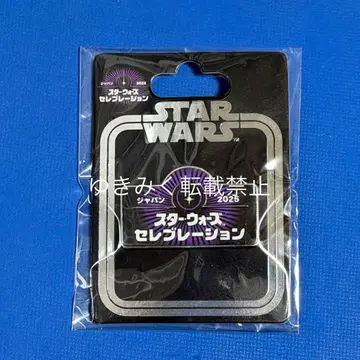 ジャパン 2025
スター・ウォーズ
セレブレーション
STAR
WARS™
ゆきみく転載禁止
ジャパン 2025
スター・ウォーズ
セレブレーション